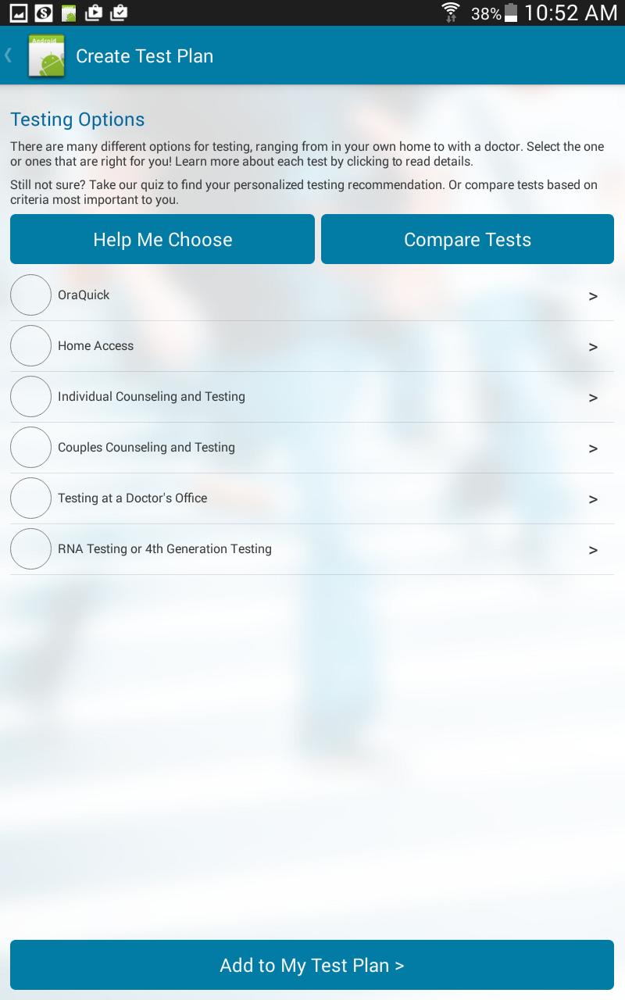 38% 10:52 AM
Android
Create Test Plan
Testing Options
There are many different options for testing, ranging from in your own home to with a doctor. Select the one
or ones that are right for you! Learn more about each test by clicking to read details.
Still not sure? Take our quiz to find your personalized testing recommendation. Or compare tests based on
criteria most important to you.
Help Me Choose
Compare Tests
OraQuick >
Home Access >
Individual Counseling and Testing >
Couples Counseling and Testing >
Testing at a Doctor's Office >
RNA Testing or 4th Generation Testing >
Add to My Test Plan >